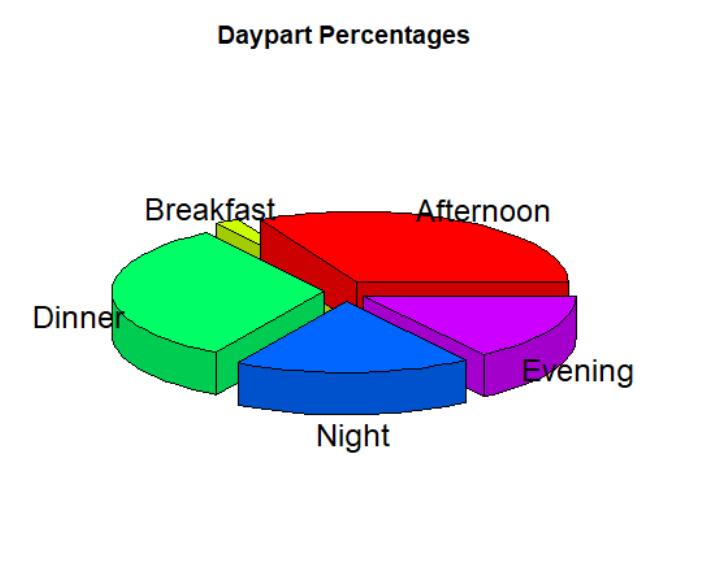 Daypart Percentages
Breakfast
Afternoon
Dinner
Evening
Night